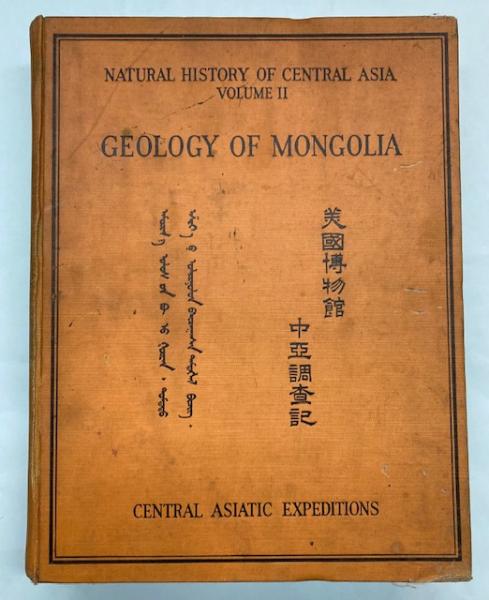 NATURAL HISTORY OF CENTRAL ASIA
VOLUME II
GEOLOGY OF MONGOLIA
美國博物館
中亞調查記
CENTRAL ASIATIC EXPEDITIONS